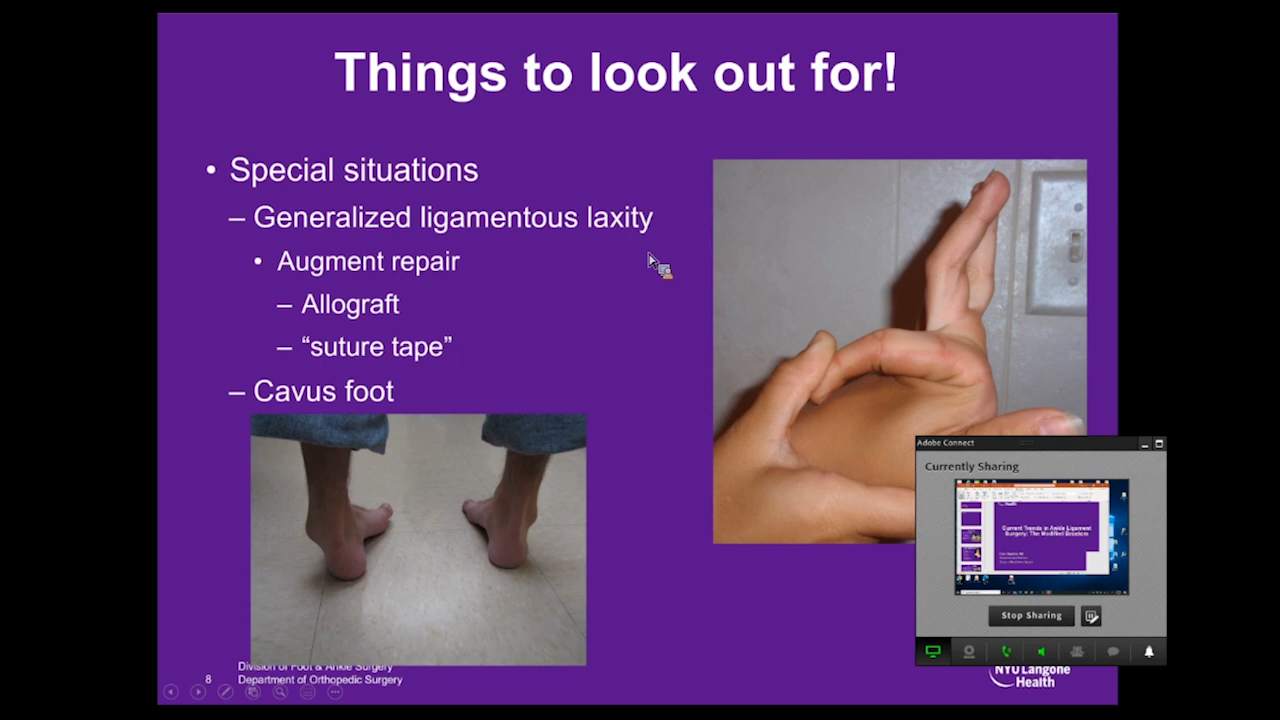 Things to look out for!
• Special situations
– Generalized ligamentous laxity
• Augment repair
– Allograft
– “suture tape”
– Cavus foot
Adobe Connect
Currently Sharing
Current Trends in Ankle Ligament
Surgery: The Modified Brostrom
Stop Sharing
8
Division of Foot & Ankle Surgery
Department of Orthopedic Surgery
NYU Langone
Health